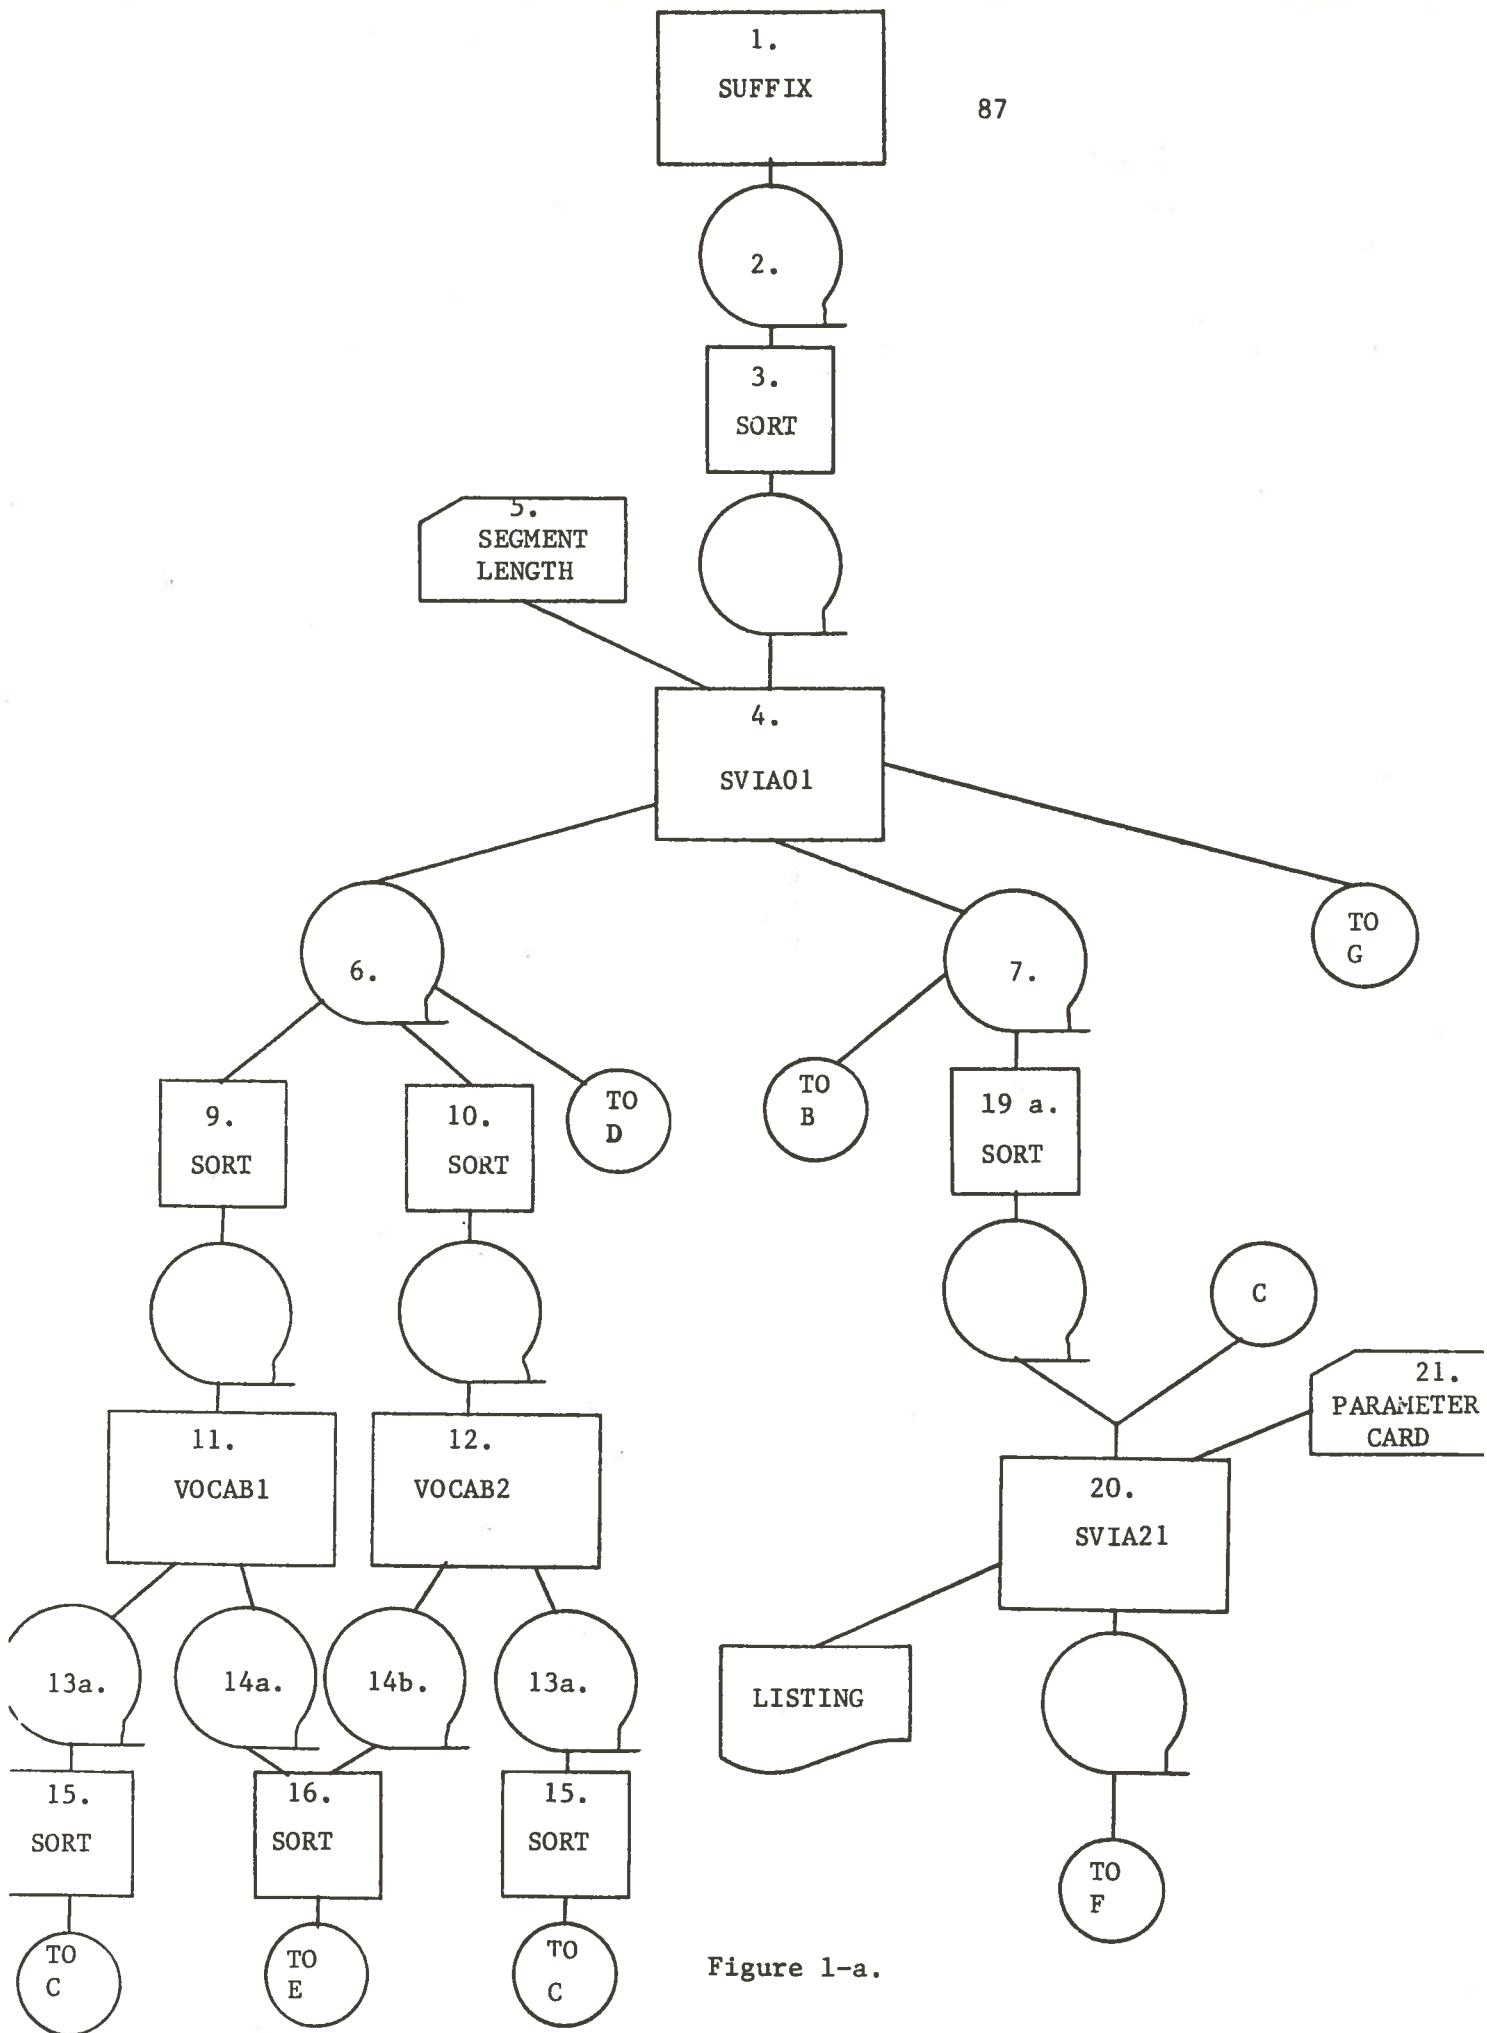 1.
SUFFIX
87
2.
3.
SORT
5.
SEGMENT
LENGTH
4.
SVIA01
TO
G
6.
7.
TO
D
TO
B
9.
SORT
10.
SORT
19 a.
SORT
C
21.
PARAMETER
CARD
11.
VOCAB1
12.
VOCAB2
20.
SVIA21
13a.
14a.
14b.
13a.
LISTING
15.
SORT
16.
SORT
15.
SORT
TO
F
TO
C
TO
E
TO
C
Figure 1-a.